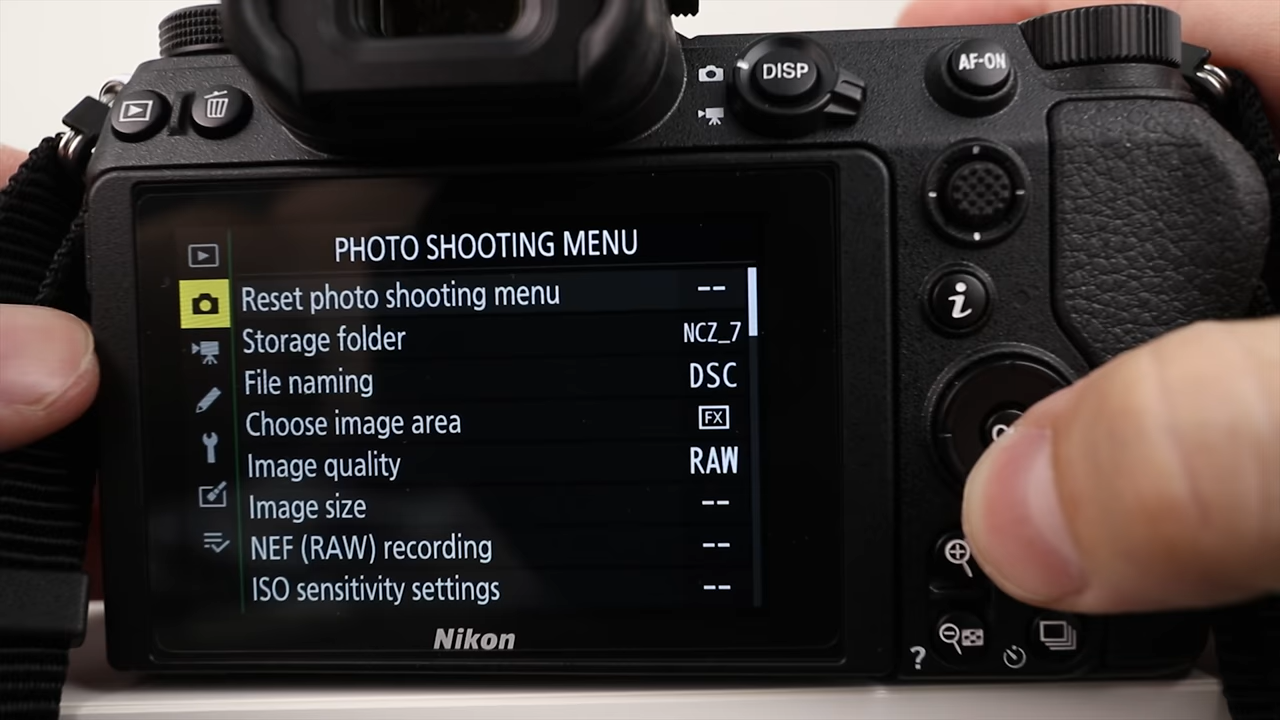 DISP
AF-ON
PHOTO SHOOTING MENU
Reset photo shooting menu --
Storage folder NCZ_7
File naming DSC
Choose image area FX
Image quality RAW
Image size --
NEF (RAW) recording --
ISO sensitivity settings --
i
Nikon
?